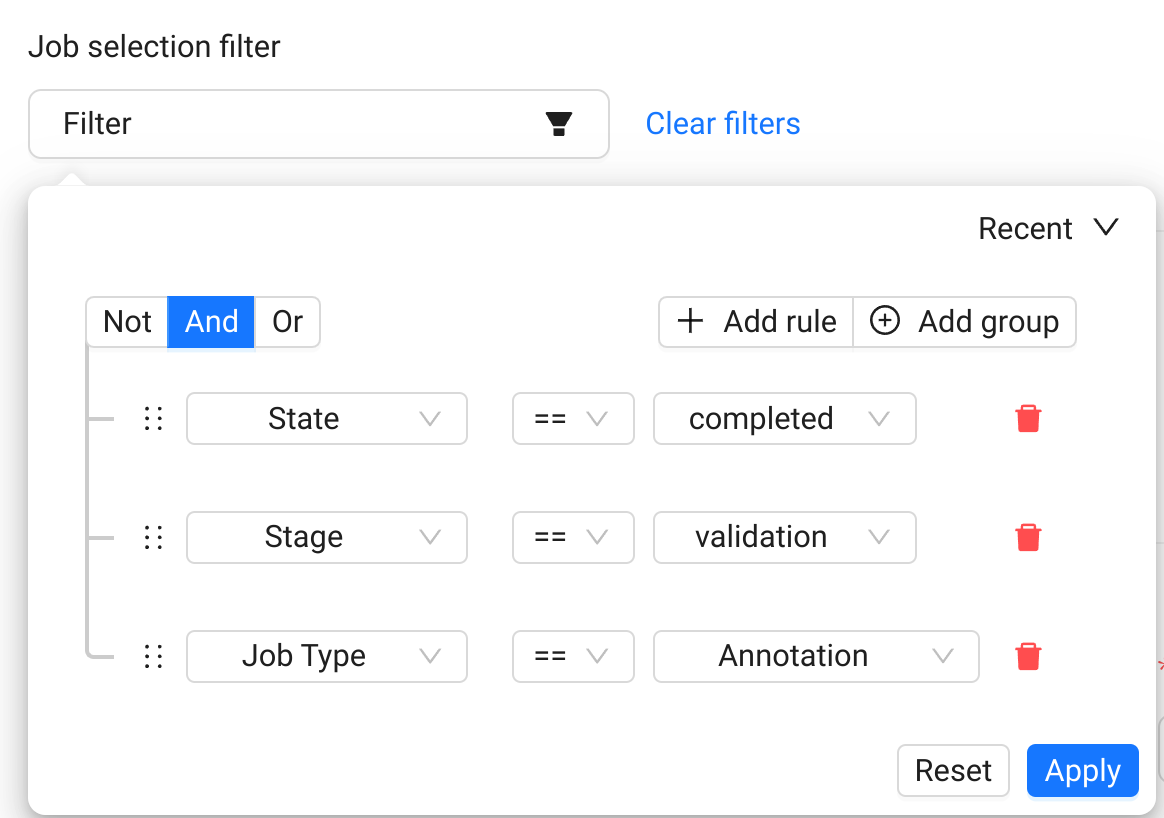 Job selection filter
Filter Clear filters
Recent
Not And Or Add rule Add group
State == completed
Stage == validation
Job Type == Annotation
Reset Apply